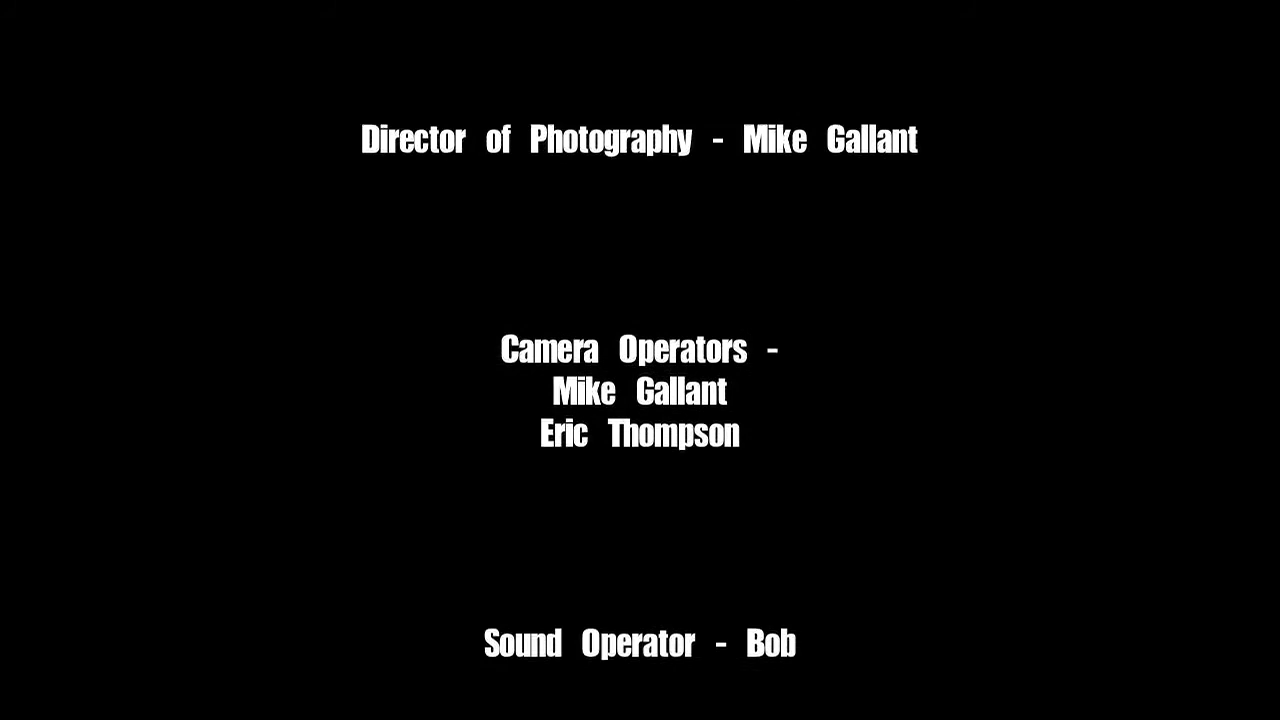 Director of Photography - Mike Gallant
Camera Operators -
Mike Gallant
Eric Thompson
Sound Operator - Bob